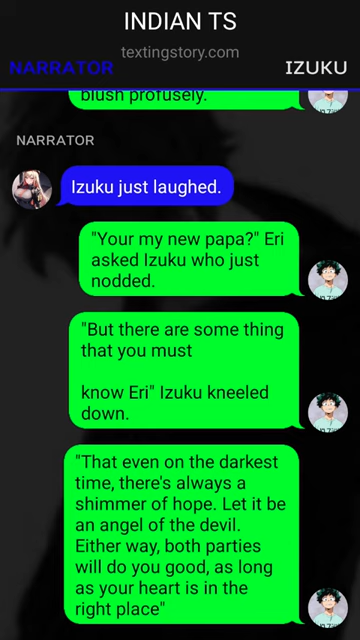 INDIAN TS
textingstory.com
NARRATOR
IZUKU
blush profusely.
NARRATOR
Izuku just laughed.
"Your my new papa?" Eri
asked Izuku who just
nodded.
"But there are some thing
that you must
know Eri" Izuku kneeled
down.
"That even on the darkest
time, there's always a
shimmer of hope. Let it be
an angel of the devil.
Either way, both parties
will do you good, as long
as your heart is in the
right place"